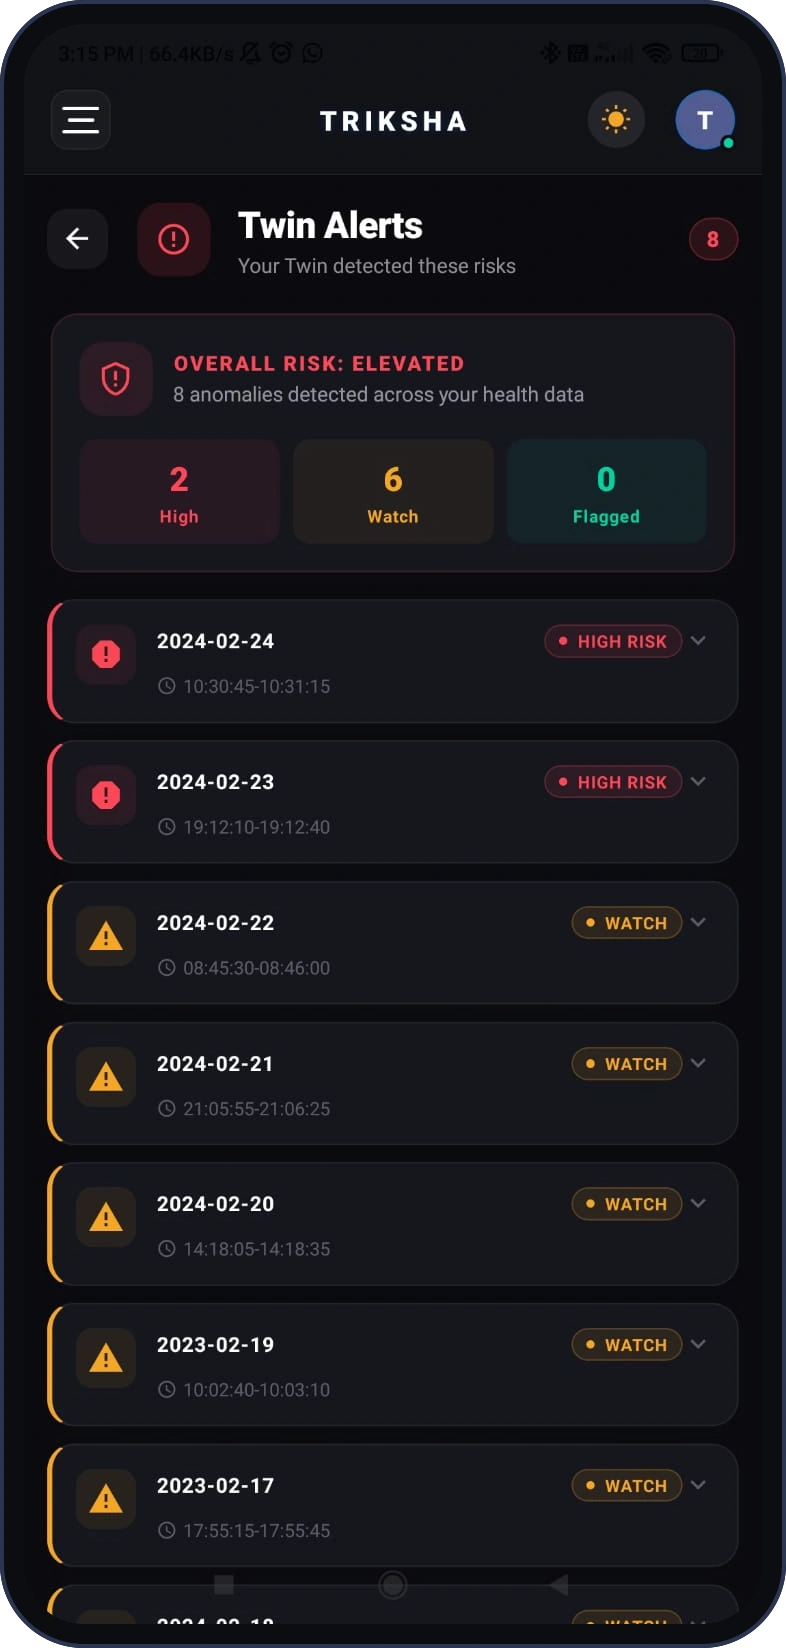 3:15 PM | 66.4KB/s
20
TRIKSHA
T
Twin Alerts
8
Your Twin detected these risks
OVERALL RISK: ELEVATED
8 anomalies detected across your health data
2
6
0
High
Watch
Flagged
2024-02-24
HIGH RISK
10:30:45-10:31:15
2024-02-23
HIGH RISK
19:12:10-19:12:40
2024-02-22
WATCH
08:45:30-08:46:00
2024-02-21
WATCH
21:05:55-21:06:25
2024-02-20
WATCH
14:18:05-14:18:35
2023-02-19
WATCH
10:02:40-10:03:10
2023-02-17
WATCH
17:55:15-17:55:45
WATCH